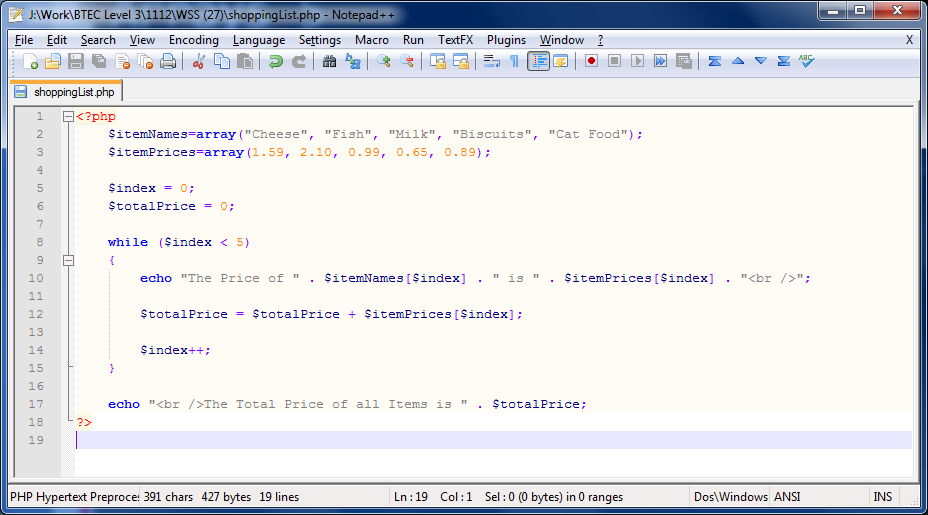 J:\Work\BTEC Level 3\1112\WSS (27)\shoppingList.php - Notepad++
File Edit Search View Encoding Language Settings Macro Run TextFX Plugins Window ? X
ABC
shoppingList.php
1 <?php
2 $itemNames=array("Cheese", "Fish", "Milk", "Biscuits", "Cat Food");
3 $itemPrices=array(1.59, 2.10, 0.99, 0.65, 0.89);
4
5 $index = 0;
6 $totalPrice = 0;
7
8 while ($index < 5)
9 {
10 echo "The Price of " . $itemNames[$index] . " is " . $itemPrices[$index] . "<br />";
11
12 $totalPrice = $totalPrice + $itemPrices[$index];
13
14 $index++;
15 }
16
17 echo "<br />The Total Price of all Items is " . $totalPrice;
18 ?>
19
PHP Hypertext Preproces 391 chars 427 bytes 19 lines Ln : 19 Col : 1 Sel : 0 (0 bytes) in 0 ranges Dos\Windows ANSI INS